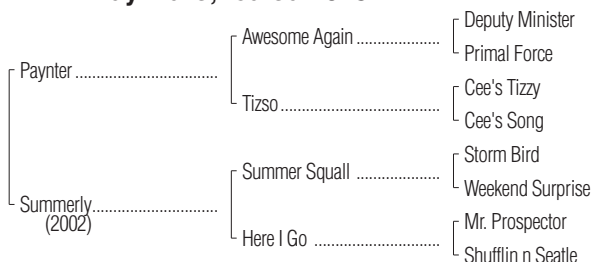 Deputy Minister
Awesome Again
Primal Force
Paynter
Cee's Tizzy
Tizso
Cee's Song
Storm Bird
Summer Squall
Weekend Surprise
Summerly
(2002)
Mr. Prospector
Here I Go
Shufflin n Seatle